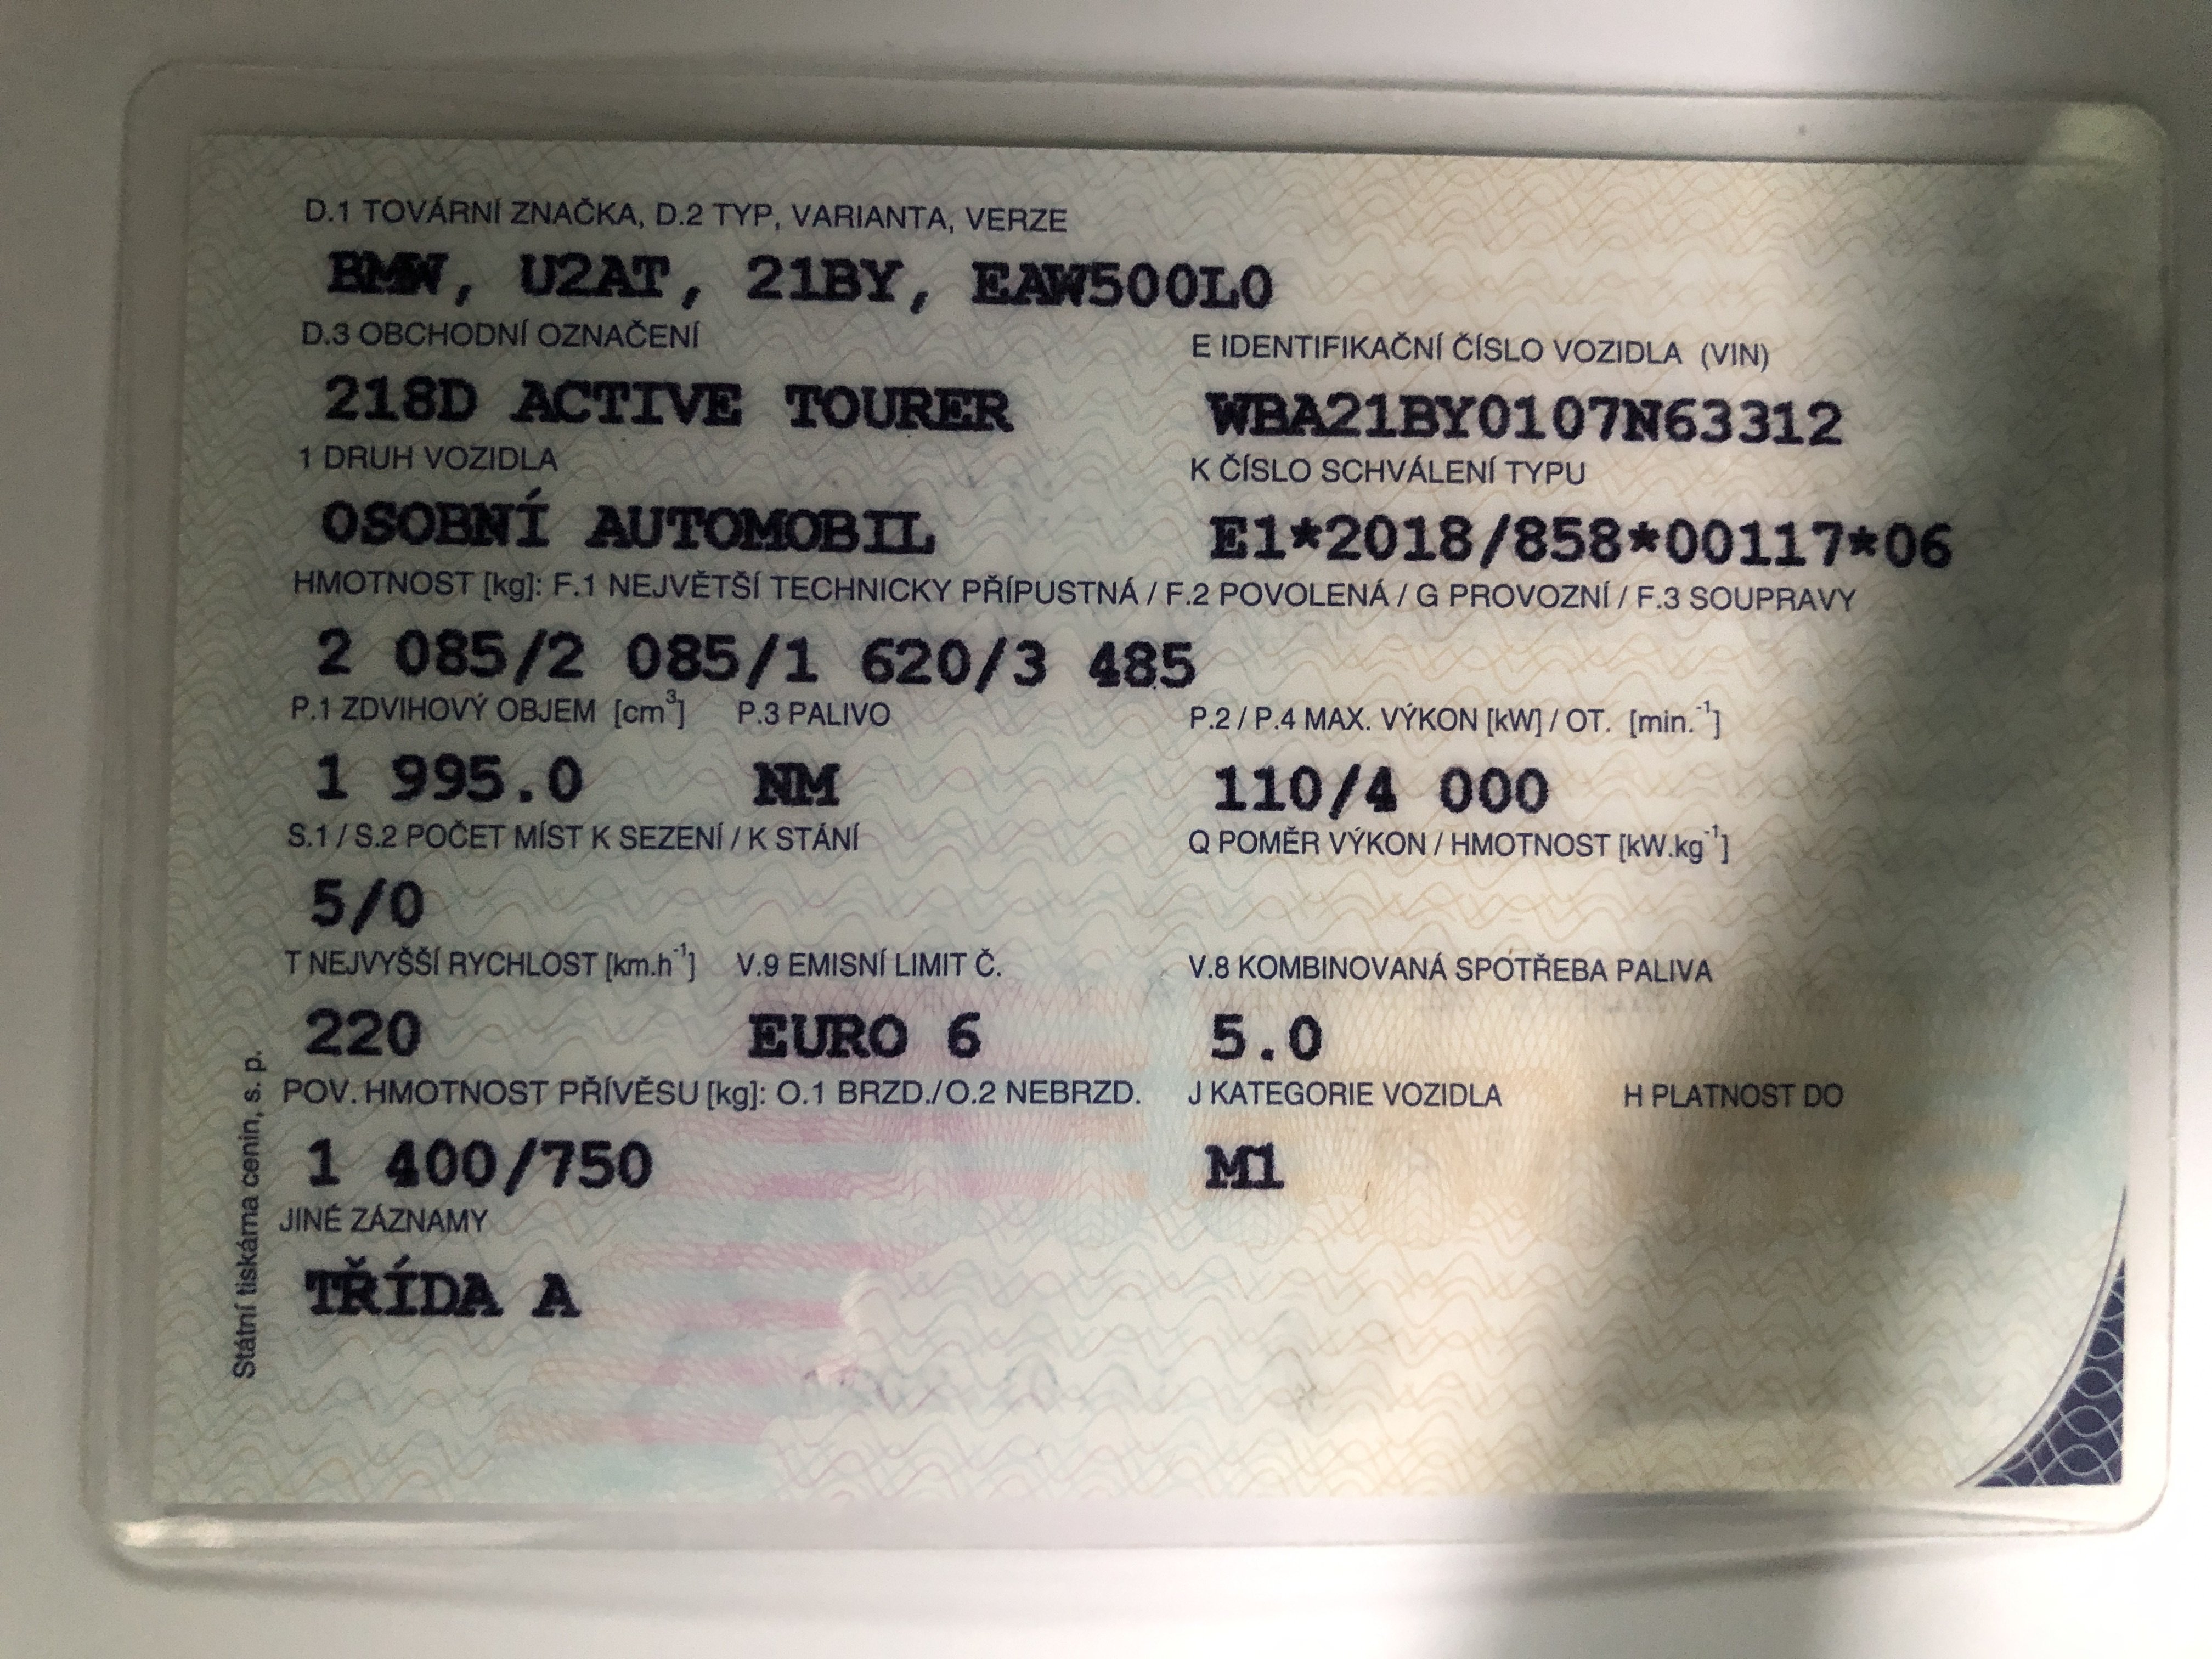 D.1 TOVÁRNÍ ZNAČKA, D.2 TYP, VARIANTA, VERZE
BMW, U2AT, 21BY, EAW500L0
D.3 OBCHODNÍ OZNAČENÍ E IDENTIFIKAČNÍ ČÍSLO VOZIDLA (VIN)
218D ACTIVE TOURER WBA21BY0107N63312
1 DRUH VOZIDLA K ČÍSLO SCHVÁLENÍ TYPU
OSOBNÍ AUTOMOBIL E1*2018/858*00117*06
HMOTNOST [kg]: F.1 NEJVĚTŠÍ TECHNICKY PŘÍPUSTNÁ / F.2 POVOLENÁ / G PROVOZNÍ / F.3 SOUPRAVY
2 085/2 085/1 620/3 485
P.1 ZDVIHOVÝ OBJEM [cm³] P.3 PALIVO P.2 / P.4 MAX. VÝKON [kW] / OT. [min.⁻¹]
1 995.0 NM 110/4 000
S.1 / S.2 POČET MÍST K SEZENÍ / K STÁNÍ Q POMĚR VÝKON / HMOTNOST [kW.kg⁻¹]
5/0
T NEJVYŠŠÍ RYCHLOST [km.h⁻¹] V.9 EMISNÍ LIMIT Č. V.8 KOMBINOVANÁ SPOTŘEBA PALIVA
220 EURO 6 5.0
POV. HMOTNOST PŘÍVĚSU [kg]: O.1 BRZD./O.2 NEBRZD. J KATEGORIE VOZIDLA H PLATNOST DO
1 400/750 M1
JINÉ ZÁZNAMY
TŘÍDA A
Státní tiskárna cenin, s. p.